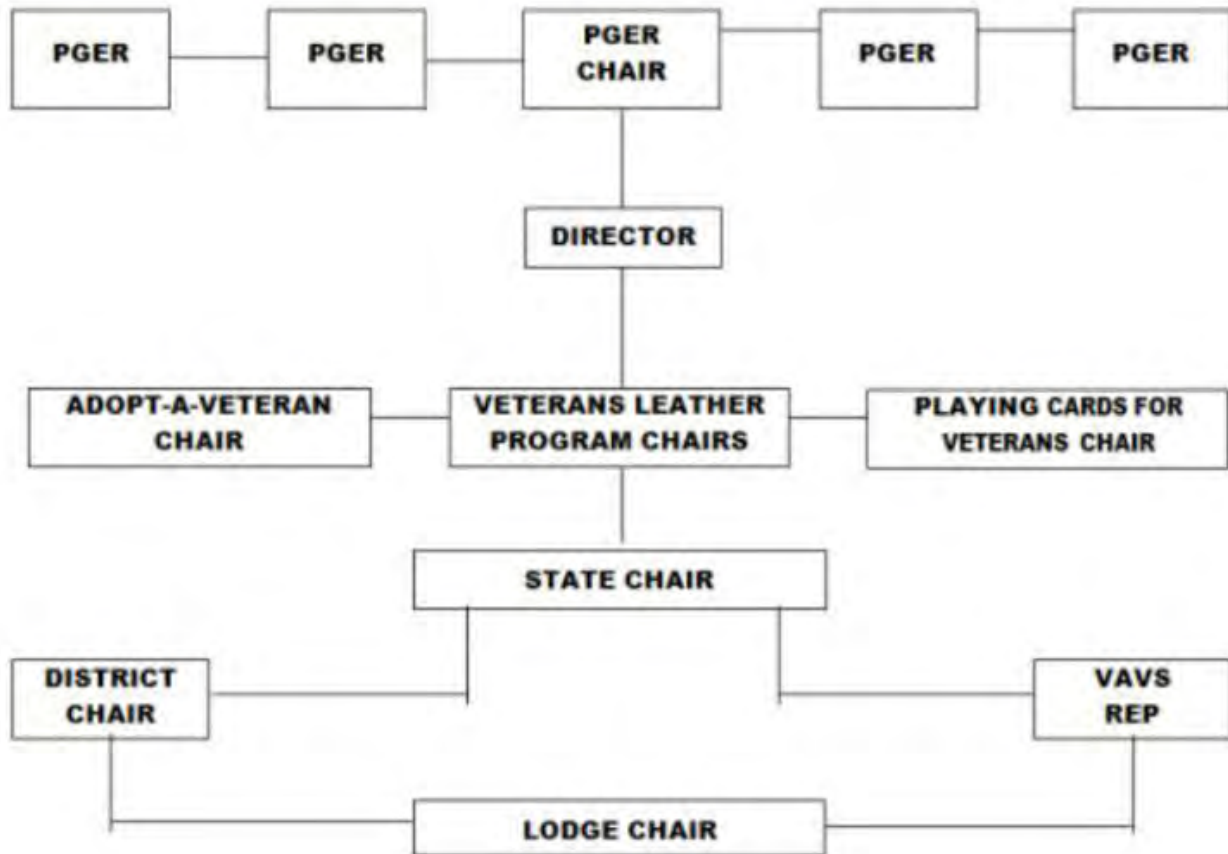 PGER
PGER
PGER
CHAIR
PGER
PGER
DIRECTOR
ADOPT-A-VETERAN
CHAIR
VETERANS LEATHER
PROGRAM CHAIRS
PLAYING CARDS FOR
VETERANS CHAIR
STATE CHAIR
DISTRICT
CHAIR
VAVS
REP
LODGE CHAIR